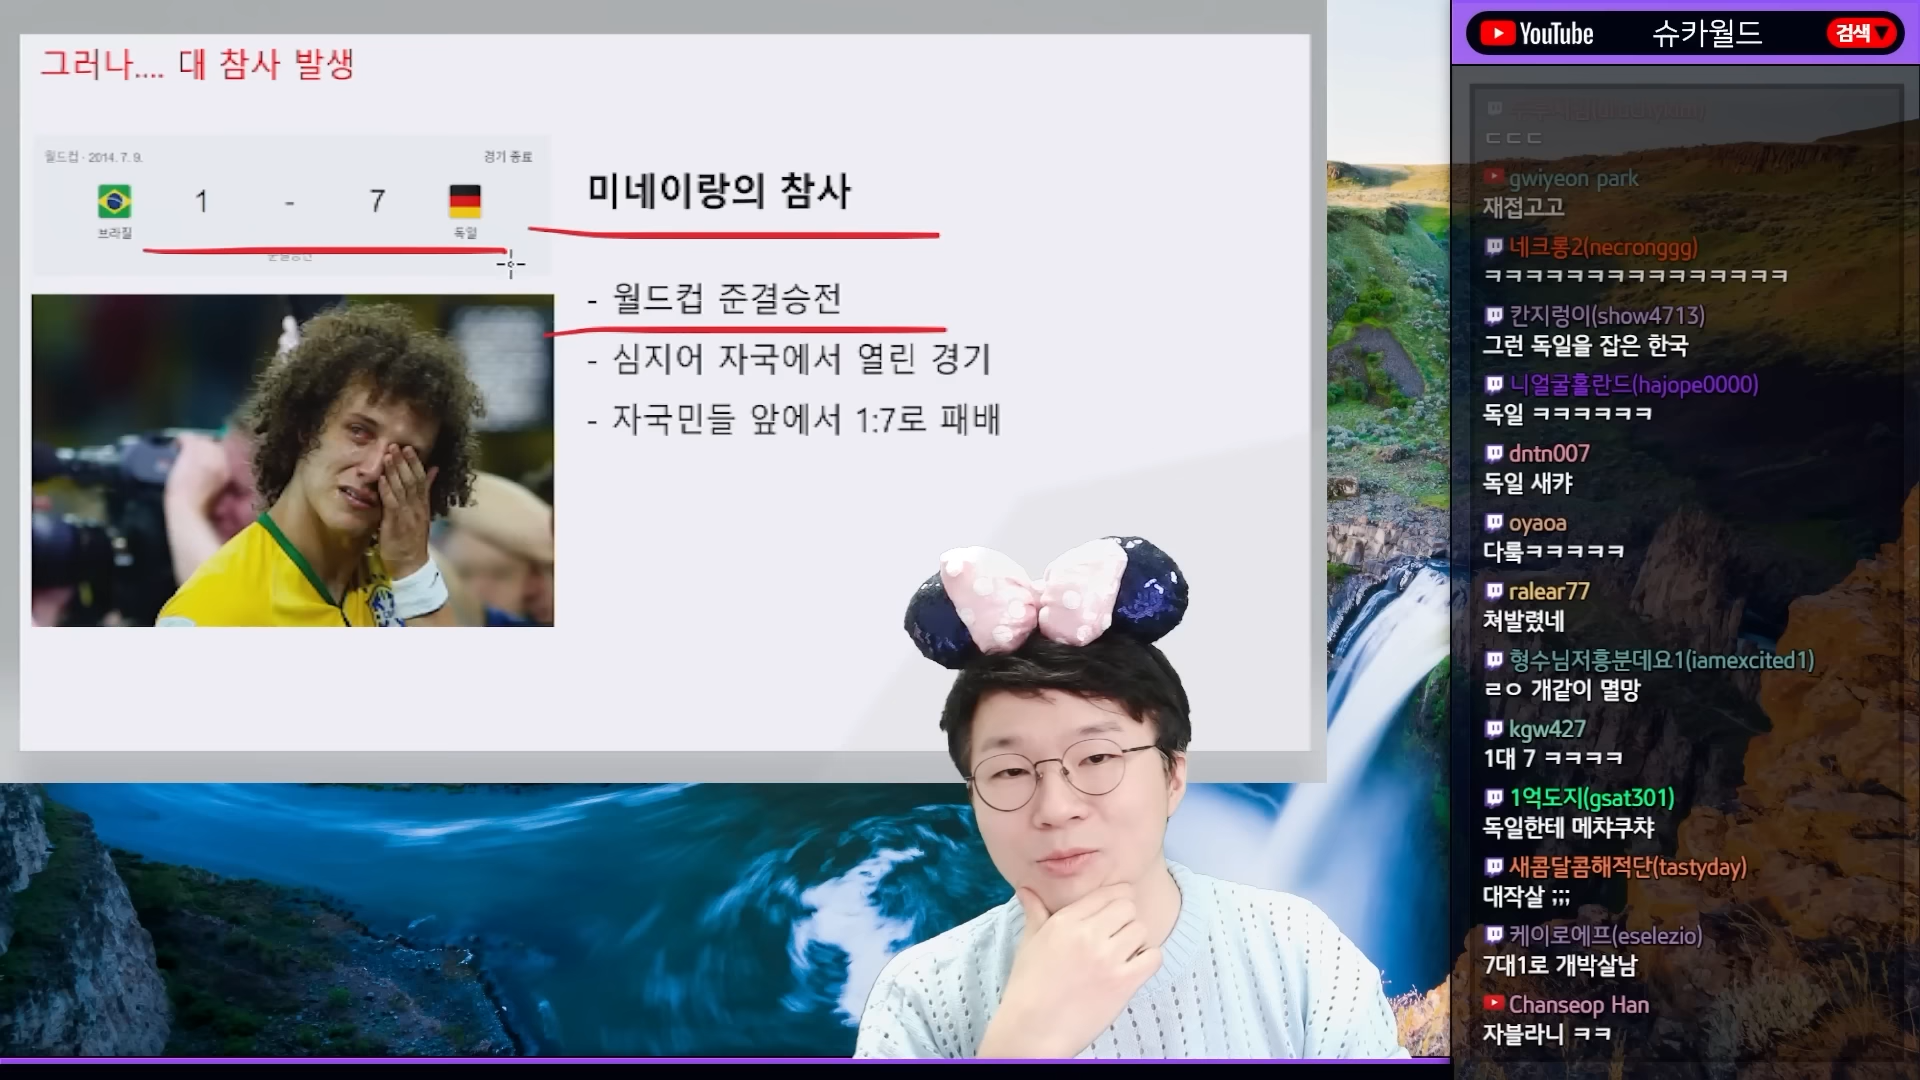 그러나.... 대 참사 발생
월드컵 · 2014. 7. 9.
경기 종료
1 - 7
브라질
독일
준결승전
미네이랑의 참사
- 월드컵 준결승전
- 심지어 자국에서 열린 경기
- 자국민들 앞에서 1:7로 패배
YouTube 슈카월드 검색▼
ㄷㄷㄷ
gwiyeon park
재접고고
네크롱2(necronggg)
ㅋㅋㅋㅋㅋㅋㅋㅋㅋㅋㅋㅋㅋㅋㅋ
칸지렁이(show4713)
그런 독일을 잡은 한국
니얼굴홀란드(hajope0000)
독일 ㅋㅋㅋㅋㅋㅋ
dntn007
독일 새캬
oyaoa
다뤀ㅋㅋㅋㅋㅋ
ralear77
쳐발렸네
형수님저흥분데요1(iamexcited1)
ㄹㅇ 개같이 멸망
kgw427
1대 7 ㅋㅋㅋㅋ
1억도지(gsat301)
독일한테 메챠쿠챠
새콤달콤해적단(tastyday)
대작살 ;;;
케이로에프(eselezio)
7대1로 개박살남
Chanseop Han
자블라니 ㅋㅋ